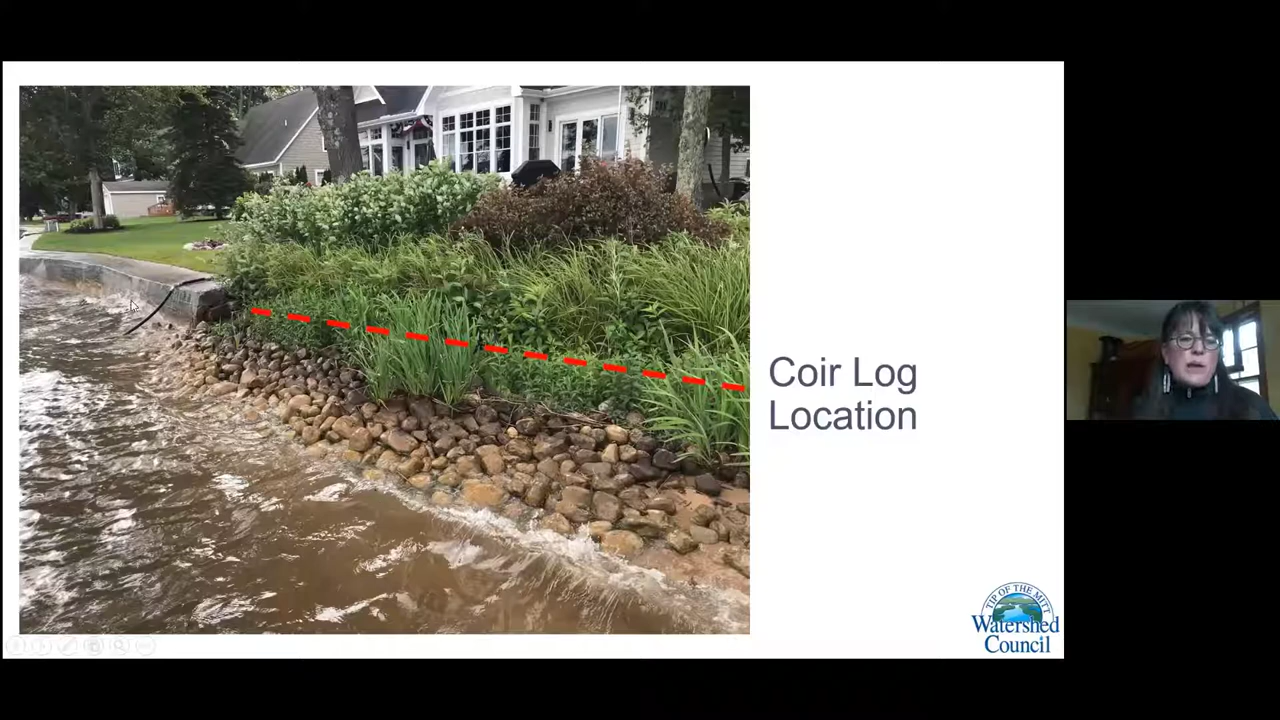 Coir Log
Location
TIP OF THE MITT
Watershed
Council